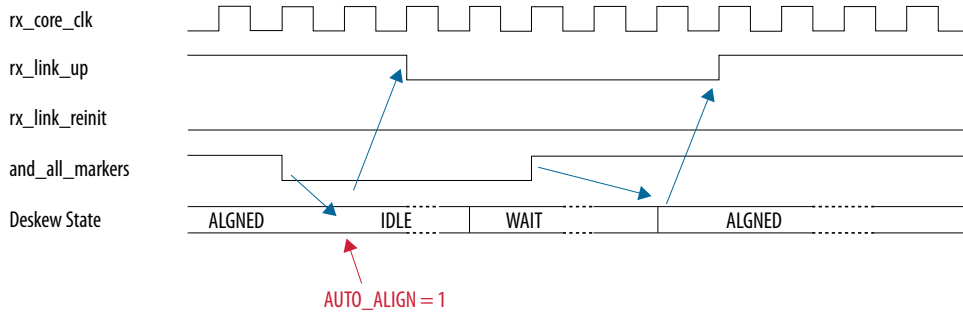 rx_core_clk
rx_link_up
rx_link_reinit
and_all_markers
Deskew State
ALGNED
IDLE
WAIT
ALGNED
AUTO_ALIGN = 1